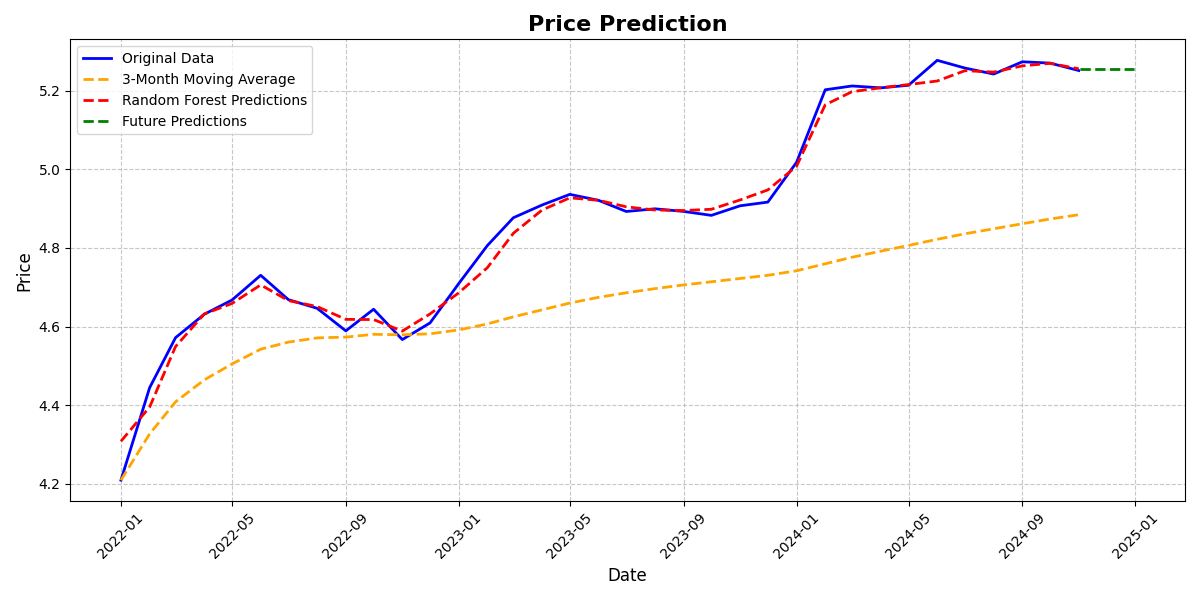 Price Prediction
Original Data
3-Month Moving Average
Random Forest Predictions
Future Predictions
Price
5.2
5.0
4.8
4.6
4.4
4.2
2022-01
2022-05
2022-09
2023-01
2023-05
2023-09
2024-01
2024-05
2024-09
2025-01
Date